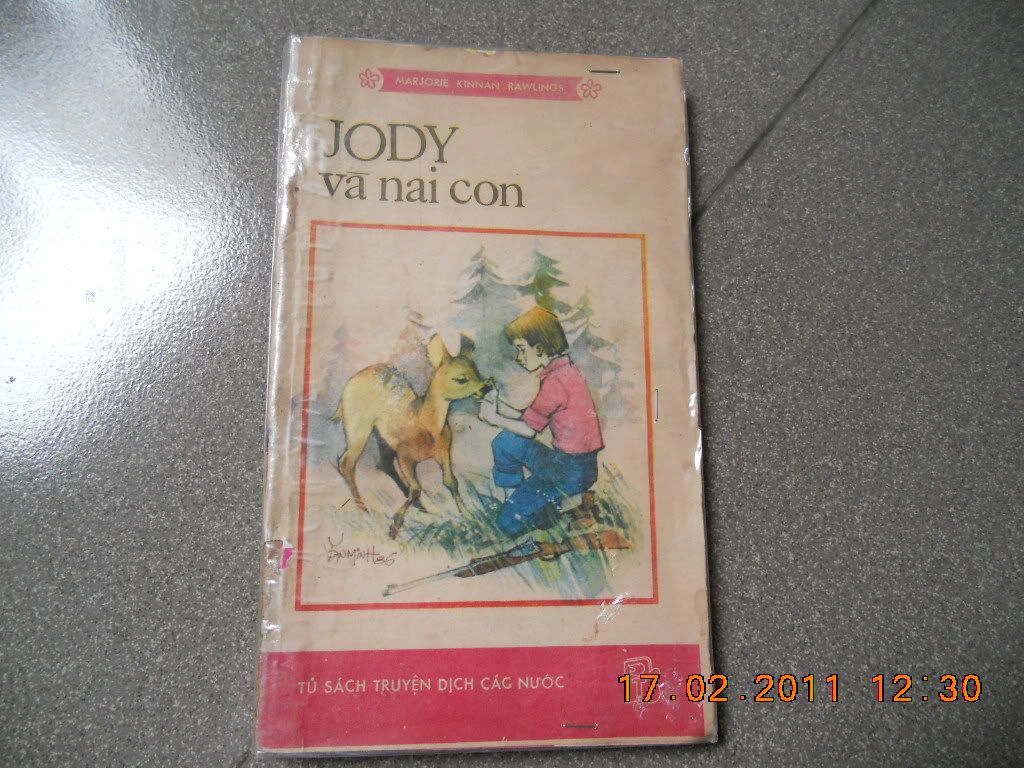 MARJORIE KINNAN RAWLINGS
JODY
và nai con
TỦ SÁCH TRUYỆN DỊCH CÁC NƯỚC
17.02.2011 12:30